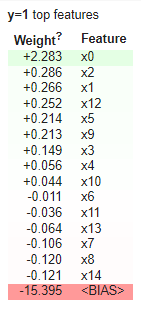 y=1 top features
Weight? Feature
+2.283 x0
+0.286 x2
+0.266 x1
+0.252 x12
+0.214 x5
+0.213 x9
+0.149 x3
+0.056 x4
+0.044 x10
-0.011 x6
-0.036 x11
-0.064 x13
-0.106 x7
-0.120 x8
-0.121 x14
-15.395 <BIAS>